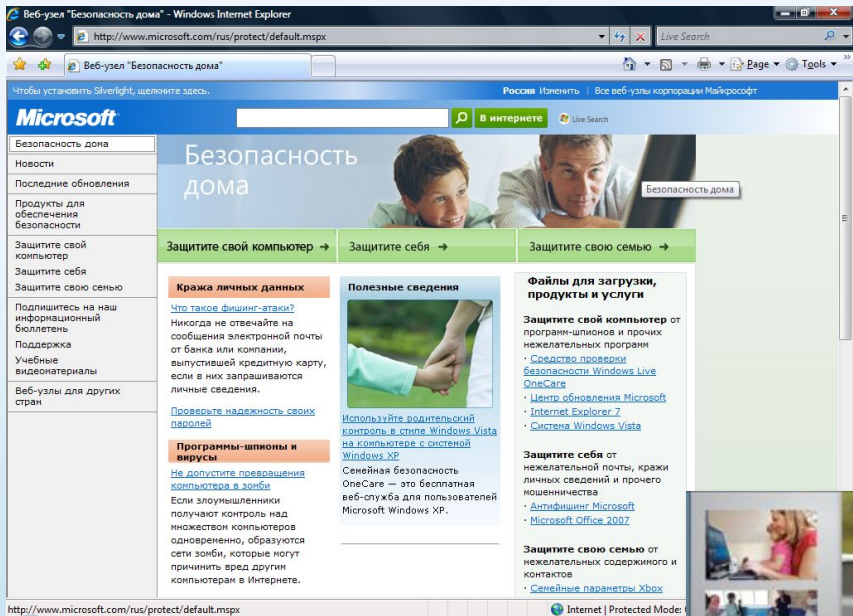 Веб-узел "Безопасность дома" - Windows Internet Explorer
http://www.microsoft.com/rus/protect/default.mspx
Live Search
Веб-узел "Безопасность дома"
Page
Tools
Чтобы установить Silverlight, щелкните здесь.
Россия Изменить | Все веб-узлы корпорации Майкрософт
Microsoft
В интернете
Live Search
Безопасность дома
Новости
Последние обновления
Продукты для
обеспечения
безопасности
Защитите свой
компьютер
Защитите себя
Защитите свою семью
Подпишитесь на наш
информационный
бюллетень
Поддержка
Учебные
видеоматериалы
Веб-узлы для других
стран
Безопасность
дома
Безопасность дома
Защитите свой компьютер →
Защитите себя →
Защитите свою семью →
Кража личных данных
Что такое фишинг-атаки?
Никогда не отвечайте на
сообщения электронной почты
от банка или компании,
выпустившей кредитную карту,
если в них запрашиваются
личные сведения.
Проверьте надежность своих
паролей
Программы-шпионы и
вирусы
Не допустите превращения
компьютера в зомби
Если злоумышленники
получают контроль над
множеством компьютеров
одновременно, образуются
сети зомби, которые могут
причинить вред другим
компьютерам в Интернете.
Полезные сведения
Используйте родительский
контроль в стиле Windows Vista
на компьютере с системой
Windows XP
Семейная безопасность
OneCare — это бесплатная
веб-служба для пользователей
Microsoft Windows XP.
Файлы для загрузки,
продукты и услуги
Защитите свой компьютер от
программ-шпионов и прочих
нежелательных программ
· Средство проверки
безопасности Windows Live
OneCare
· Центр обновления Microsoft
· Internet Explorer 7
· Система Windows Vista
Защитите себя от
нежелательной почты, кражи
личных сведений и прочего
мошенничества
· Антифишинг Microsoft
· Microsoft Office 2007
Защитите свою семью от
нежелательных содержимого и
контактов
· Семейные параметры Xbox
http://www.microsoft.com/rus/protect/default.mspx
Internet | Protected Mode: